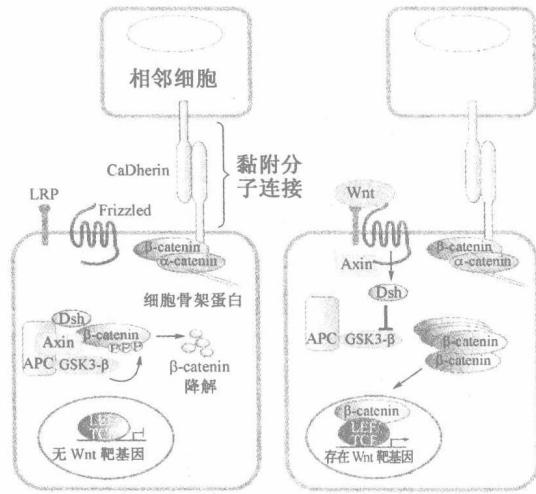 相邻细胞
CaDherin
黏附分
子连接
LRP
Frizzled
β-catenin
α-catenin
细胞骨架蛋白
Dsh
Axin
β-catenin
PPP
APC
GSK3-β
β-catenin
降解
LEF
TCF
无 Wnt 靶基因
Wnt
β-catenin
α-catenin
Axin
Dsh
APC
GSK3-β
β-catenin
β-catenin
β-catenin
LEF
TCF
存在 Wnt 靶基因